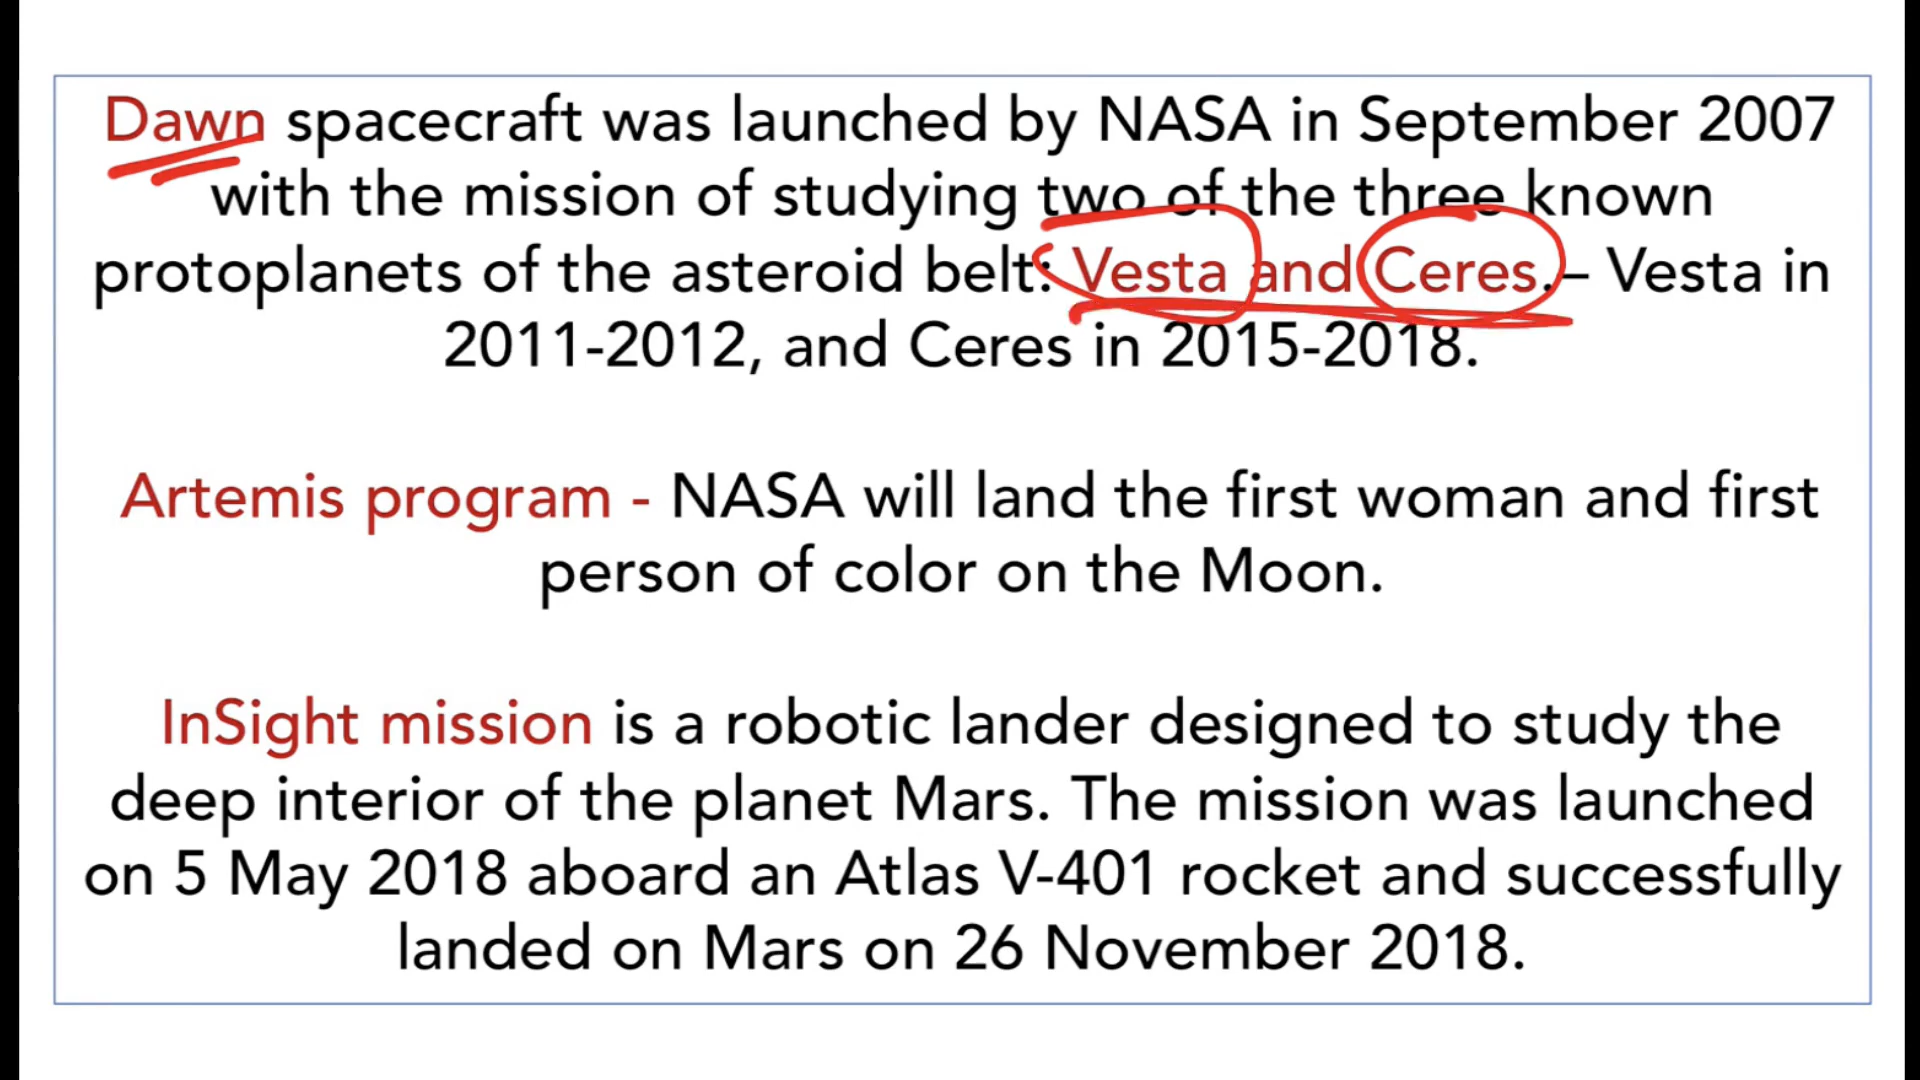 Dawn spacecraft was launched by NASA in September 2007
with the mission of studying two of the three known
protoplanets of the asteroid belt: Vesta and Ceres.– Vesta in
2011-2012, and Ceres in 2015-2018.
Artemis program - NASA will land the first woman and first
person of color on the Moon.
InSight mission is a robotic lander designed to study the
deep interior of the planet Mars. The mission was launched
on 5 May 2018 aboard an Atlas V-401 rocket and successfully
landed on Mars on 26 November 2018.